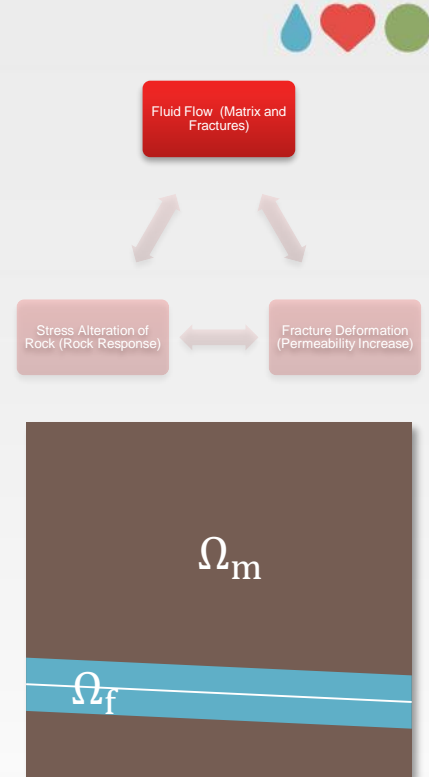 Fluid Flow (Matrix and
Fractures)
Stress Alteration of
Rock (Rock Response)
Fracture Deformation
(Permeability Increase)
Ωm
Ωf